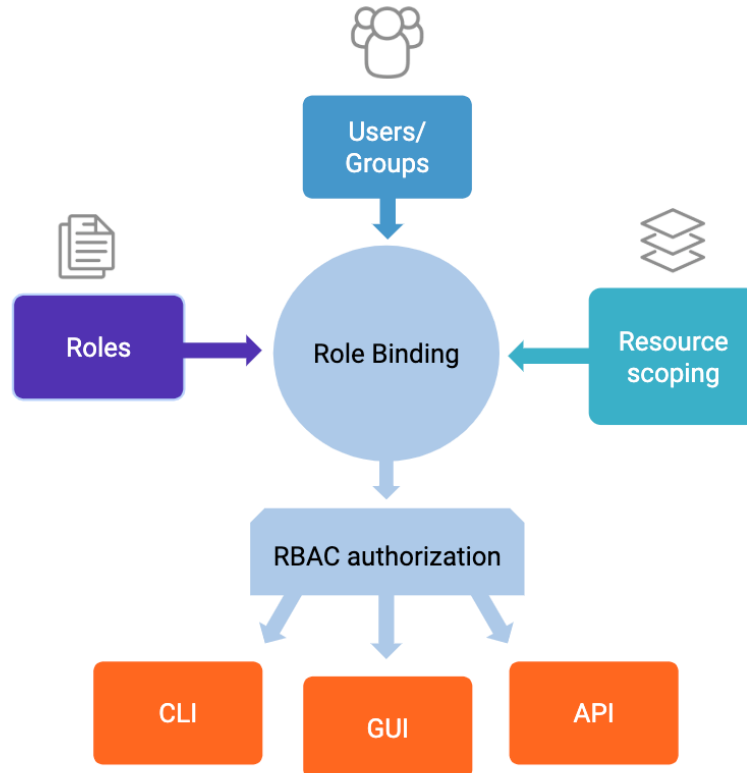 Users/
Groups
Roles
Role Binding
Resource
scoping
RBAC authorization
CLI
GUI
API